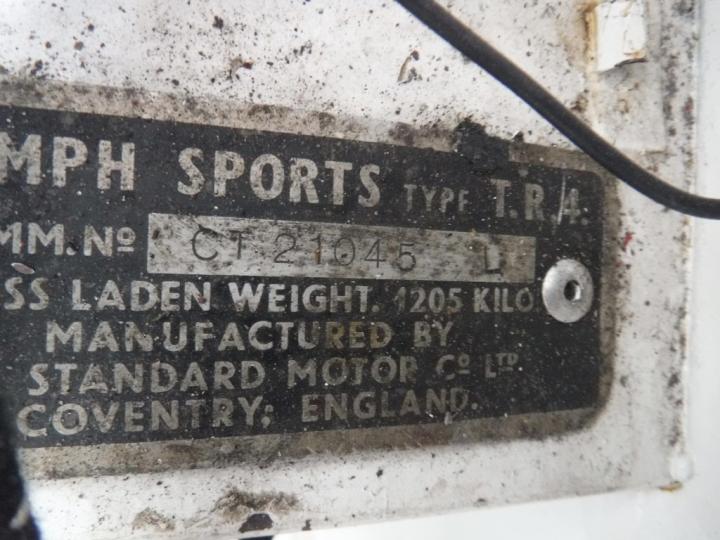 MPH SPORTS TYPE T.R.4.
MM. Nº CT 21045 L
SS LADEN WEIGHT. 1205 KILO
MANUFACTURED BY
STANDARD MOTOR Cº LTD.
COVENTRY; ENGLAND.